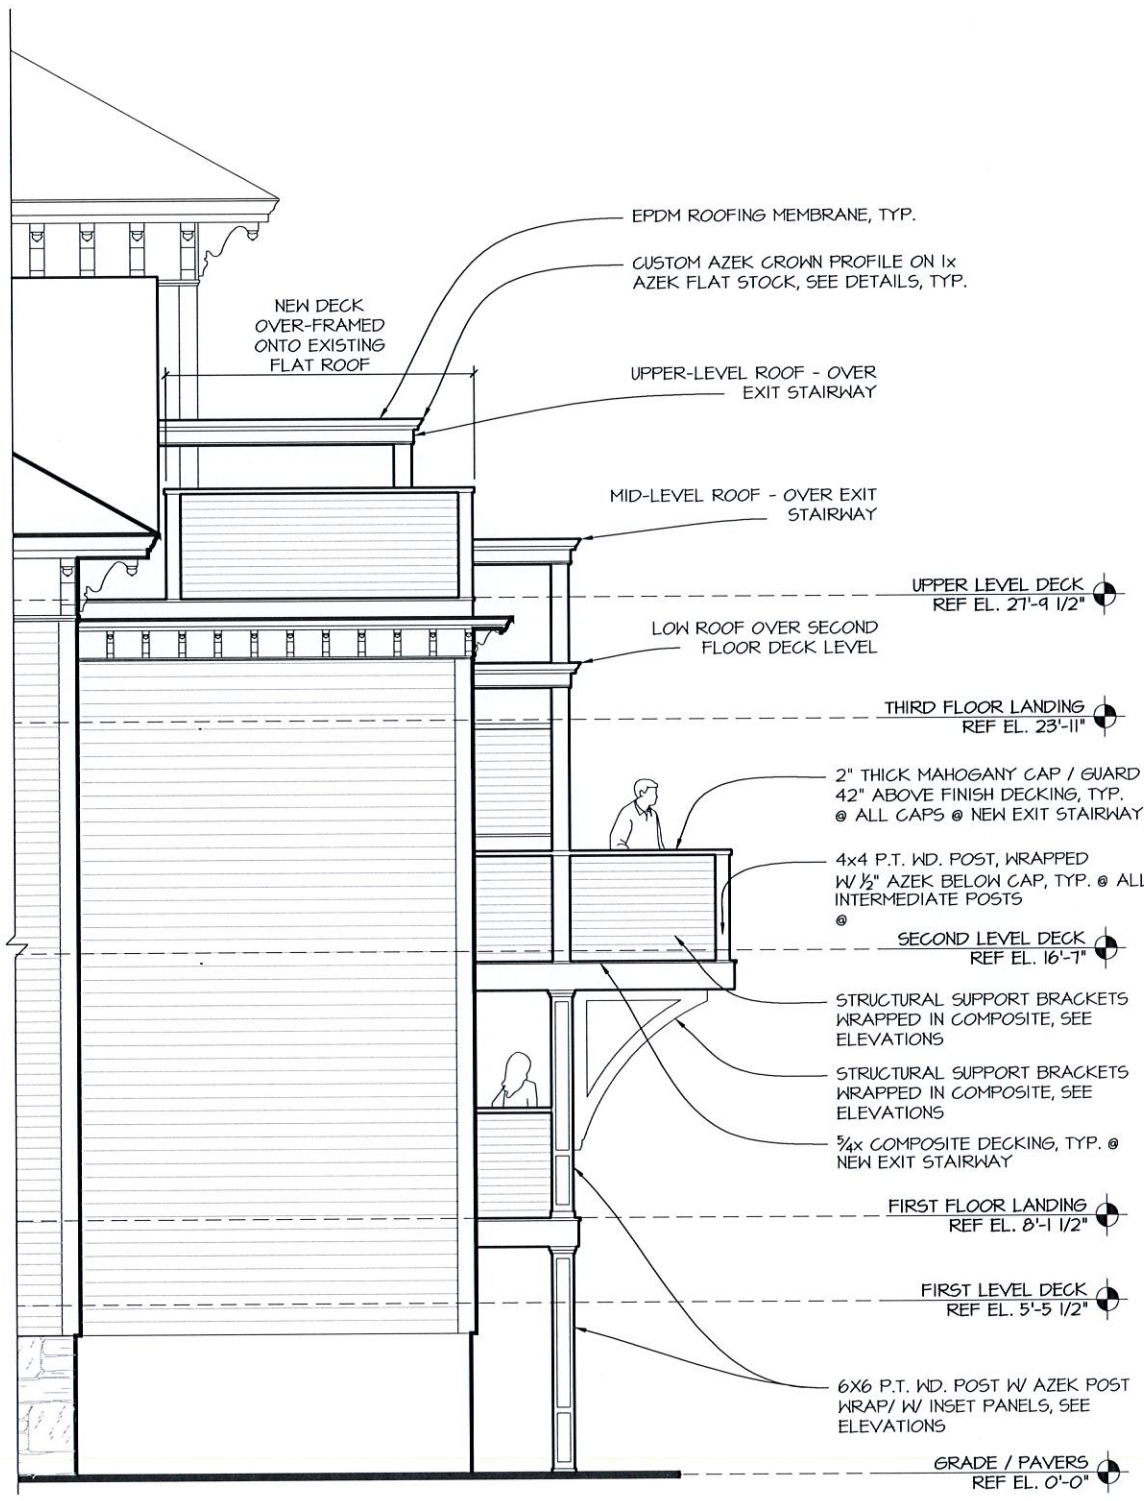 EPDM ROOFING MEMBRANE, TYP.
CUSTOM AZEK CROWN PROFILE ON 1x
AZEK FLAT STOCK, SEE DETAILS, TYP.
NEW DECK
OVER-FRAMED
ONTO EXISTING
FLAT ROOF
UPPER-LEVEL ROOF - OVER
EXIT STAIRWAY
MID-LEVEL ROOF - OVER EXIT
STAIRWAY
UPPER LEVEL DECK
REF EL. 27'-9 1/2"
LOW ROOF OVER SECOND
FLOOR DECK LEVEL
THIRD FLOOR LANDING
REF EL. 23'-11"
2" THICK MAHOGANY CAP / GUARD
42" ABOVE FINISH DECKING, TYP.
@ ALL CAPS @ NEW EXIT STAIRWAY
4x4 P.T. WD. POST, WRAPPED
W/ ½" AZEK BELOW CAP, TYP. @ ALL
INTERMEDIATE POSTS
@
SECOND LEVEL DECK
REF EL. 16'-7"
STRUCTURAL SUPPORT BRACKETS
WRAPPED IN COMPOSITE, SEE
ELEVATIONS
STRUCTURAL SUPPORT BRACKETS
WRAPPED IN COMPOSITE, SEE
ELEVATIONS
5/4x COMPOSITE DECKING, TYP. @
NEW EXIT STAIRWAY
FIRST FLOOR LANDING
REF EL. 8'-1 1/2"
FIRST LEVEL DECK
REF EL. 5'-5 1/2"
6X6 P.T. WD. POST W/ AZEK POST
WRAP/ W/ INSET PANELS, SEE
ELEVATIONS
GRADE / PAVERS
REF EL. 0'-0"